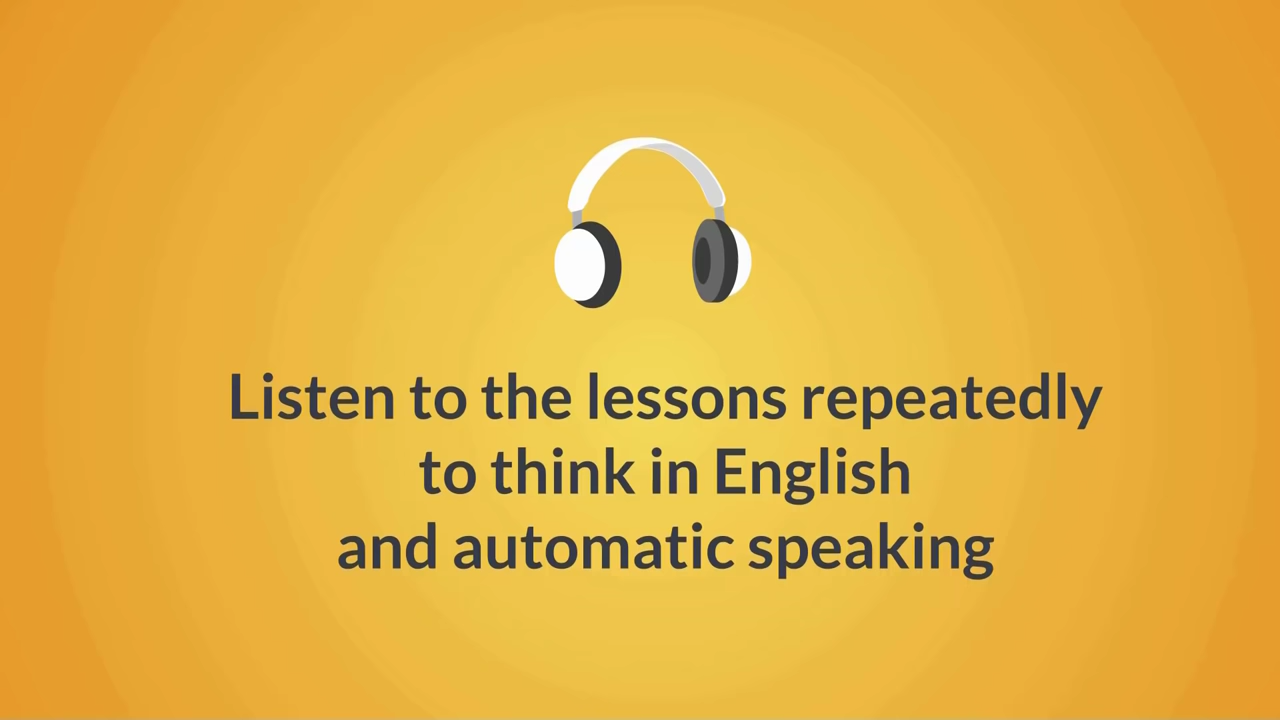 Listen to the lessons repeatedly
to think in English
and automatic speaking